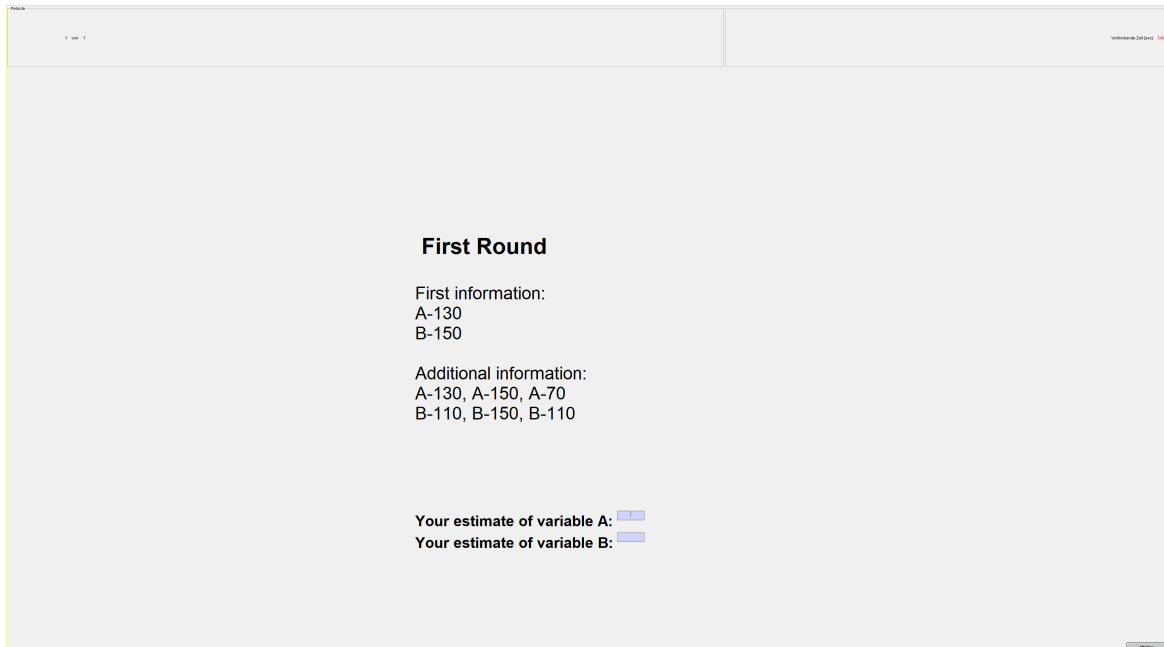 Periode
1 von 1
Verbleibende Zeit [sec]:
First Round
First information:
A-130
B-150
Additional information:
A-130, A-150, A-70
B-110, B-150, B-110
Your estimate of variable A:
Your estimate of variable B: